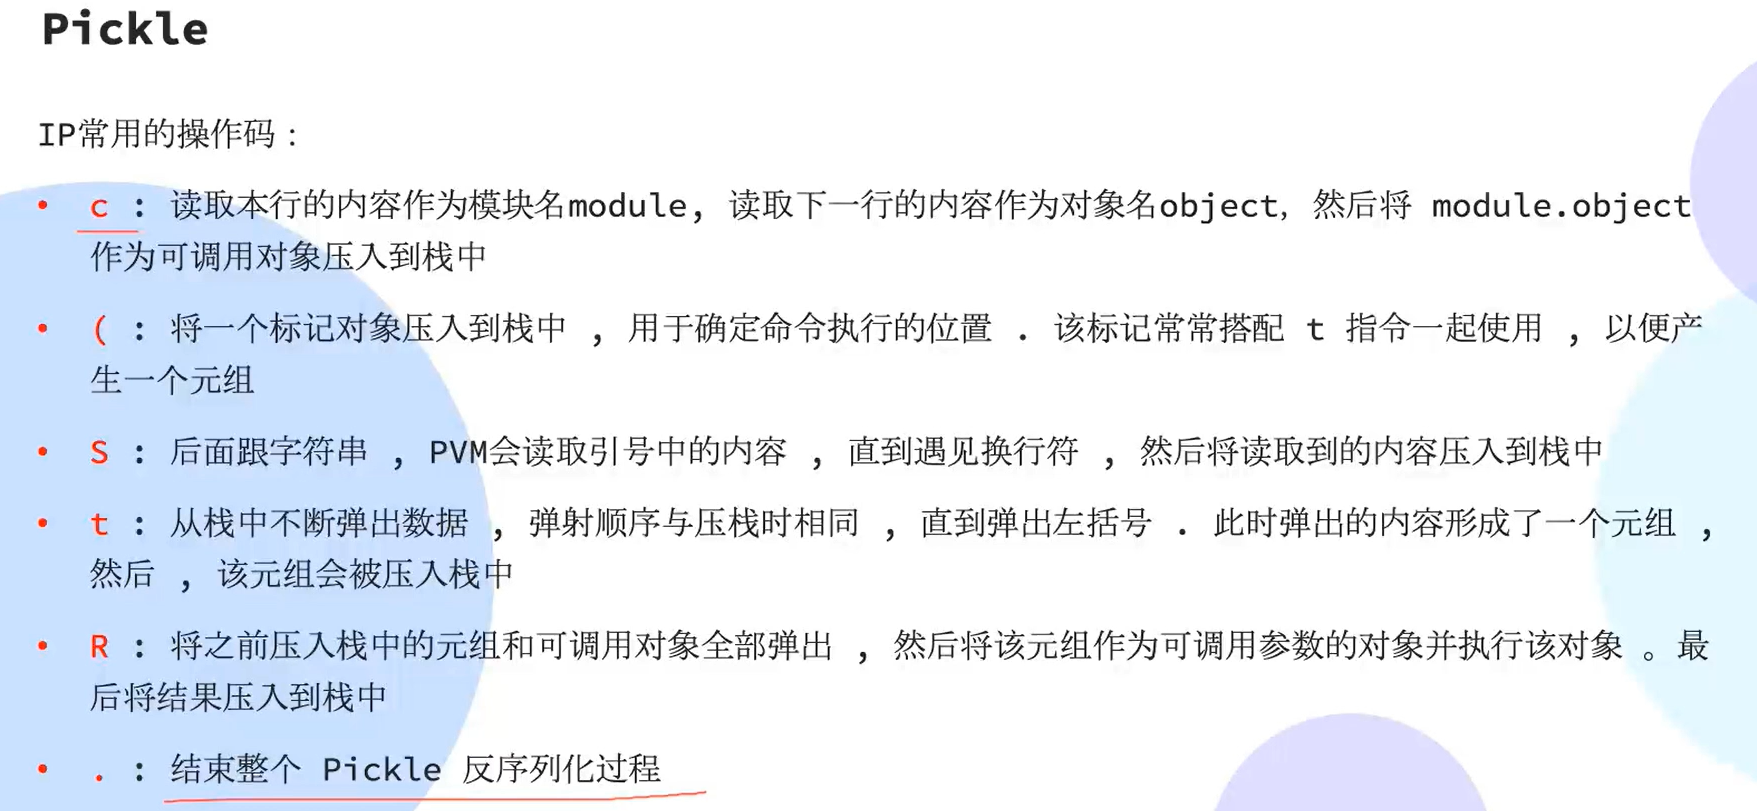 Pickle
IP常用的操作码：
• c : 读取本行的内容作为模块名module, 读取下一行的内容作为对象名object, 然后将 module.object
作为可调用对象压入到栈中
• ( : 将一个标记对象压入到栈中 , 用于确定命令执行的位置 . 该标记常常搭配 t 指令一起使用 , 以便产
生一个元组
• S : 后面跟字符串 , PVM会读取引号中的内容 , 直到遇见换行符 , 然后将读取到的内容压入到栈中
• t : 从栈中不断弹出数据 , 弹射顺序与压栈时相同 , 直到弹出左括号 . 此时弹出的内容形成了一个元组 ,
然后 , 该元组会被压入栈中
• R : 将之前压入栈中的元组和可调用对象全部弹出 , 然后将该元组作为可调用参数的对象并执行该对象 。最
后将结果压入到栈中
• . : 结束整个 Pickle 反序列化过程